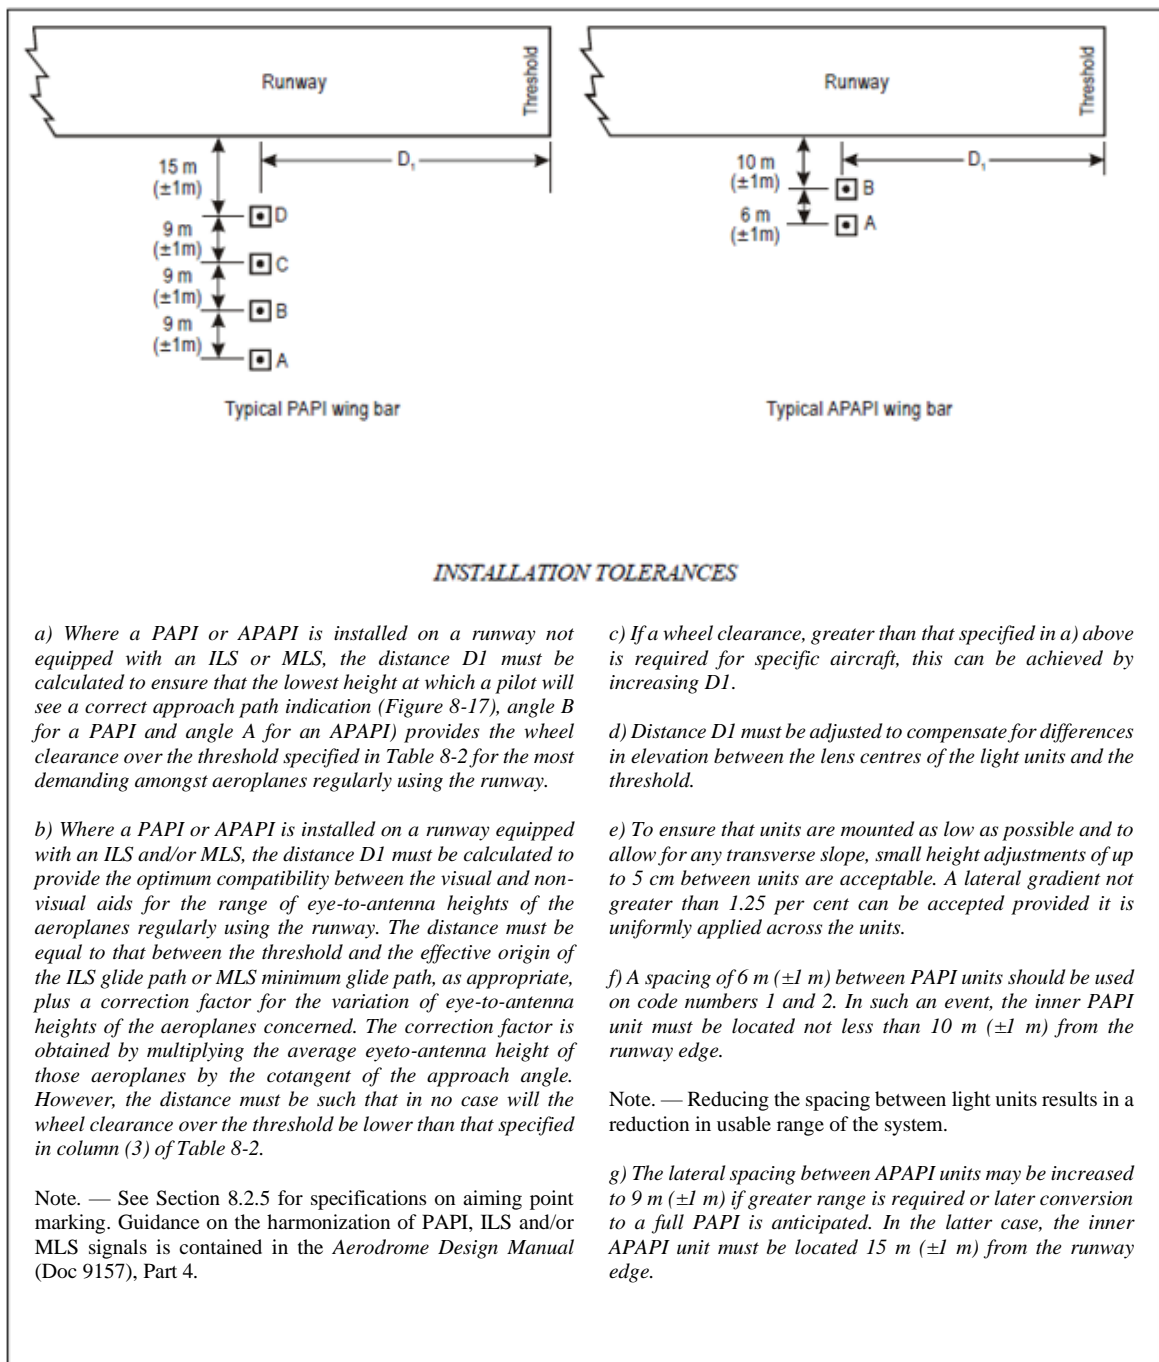 Runway
Threshold
15 m
(±1m)
D1
D
9 m
(±1m)
C
9 m
(±1m)
B
9 m
(±1m)
A
Typical PAPI wing bar
Runway
Threshold
10 m
(±1m)
D1
B
6 m
(±1m)
A
Typical APAPI wing bar
INSTALLATION TOLERANCES
a) Where a PAPI or APAPI is installed on a runway not
equipped with an ILS or MLS, the distance D1 must be
calculated to ensure that the lowest height at which a pilot will
see a correct approach path indication (Figure 8-17), angle B
for a PAPI and angle A for an APAPI) provides the wheel
clearance over the threshold specified in Table 8-2 for the most
demanding amongst aeroplanes regularly using the runway.
b) Where a PAPI or APAPI is installed on a runway equipped
with an ILS and/or MLS, the distance D1 must be calculated to
provide the optimum compatibility between the visual and non-
visual aids for the range of eye-to-antenna heights of the
aeroplanes regularly using the runway. The distance must be
equal to that between the threshold and the effective origin of
the ILS glide path or MLS minimum glide path, as appropriate,
plus a correction factor for the variation of eye-to-antenna
heights of the aeroplanes concerned. The correction factor is
obtained by multiplying the average eyeto-antenna height of
those aeroplanes by the cotangent of the approach angle.
However, the distance must be such that in no case will the
wheel clearance over the threshold be lower than that specified
in column (3) of Table 8-2.
Note. — See Section 8.2.5 for specifications on aiming point
marking. Guidance on the harmonization of PAPI, ILS and/or
MLS signals is contained in the Aerodrome Design Manual
(Doc 9157), Part 4.
c) If a wheel clearance, greater than that specified in a) above
is required for specific aircraft, this can be achieved by
increasing D1.
d) Distance D1 must be adjusted to compensate for differences
in elevation between the lens centres of the light units and the
threshold.
e) To ensure that units are mounted as low as possible and to
allow for any transverse slope, small height adjustments of up
to 5 cm between units are acceptable. A lateral gradient not
greater than 1.25 per cent can be accepted provided it is
uniformly applied across the units.
f) A spacing of 6 m (±1 m) between PAPI units should be used
on code numbers 1 and 2. In such an event, the inner PAPI
unit must be located not less than 10 m (±1 m) from the
runway edge.
Note. — Reducing the spacing between light units results in a
reduction in usable range of the system.
g) The lateral spacing between APAPI units may be increased
to 9 m (±1 m) if greater range is required or later conversion
to a full PAPI is anticipated. In the latter case, the inner
APAPI unit must be located 15 m (±1 m) from the runway
edge.